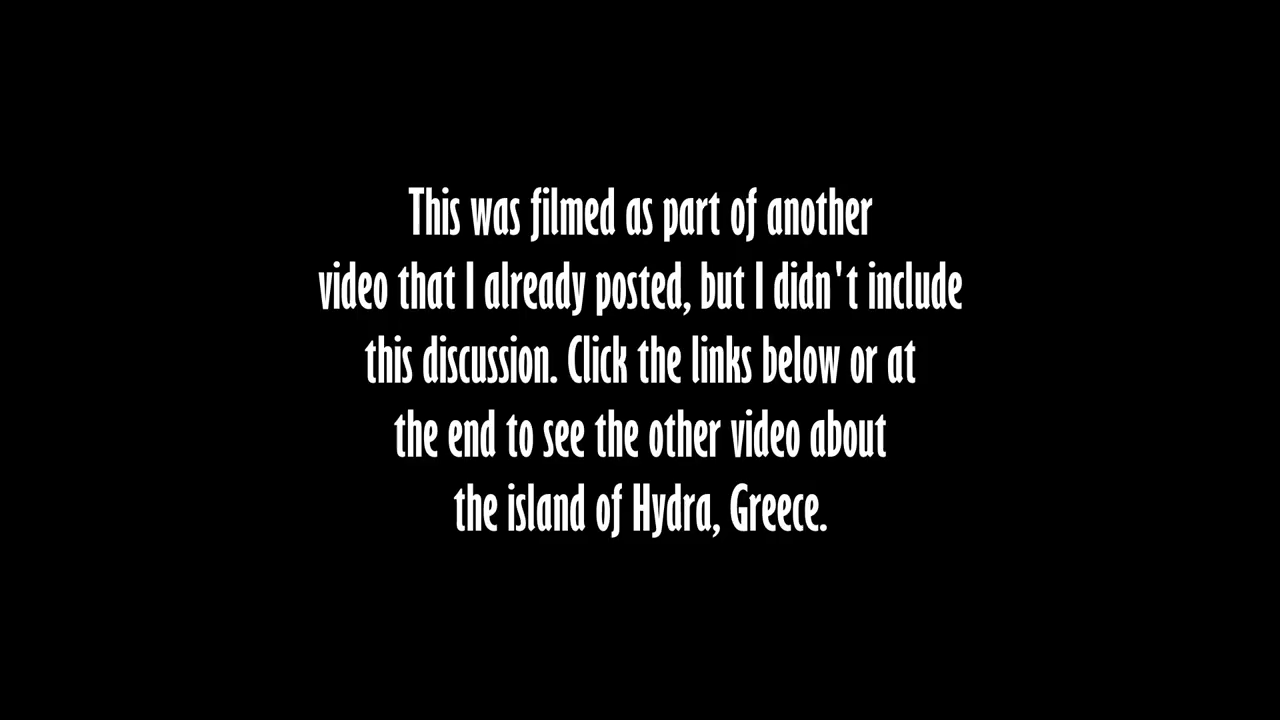 This was filmed as part of another
video that I already posted, but I didn't include
this discussion. Click the links below or at
the end to see the other video about
the island of Hydra, Greece.